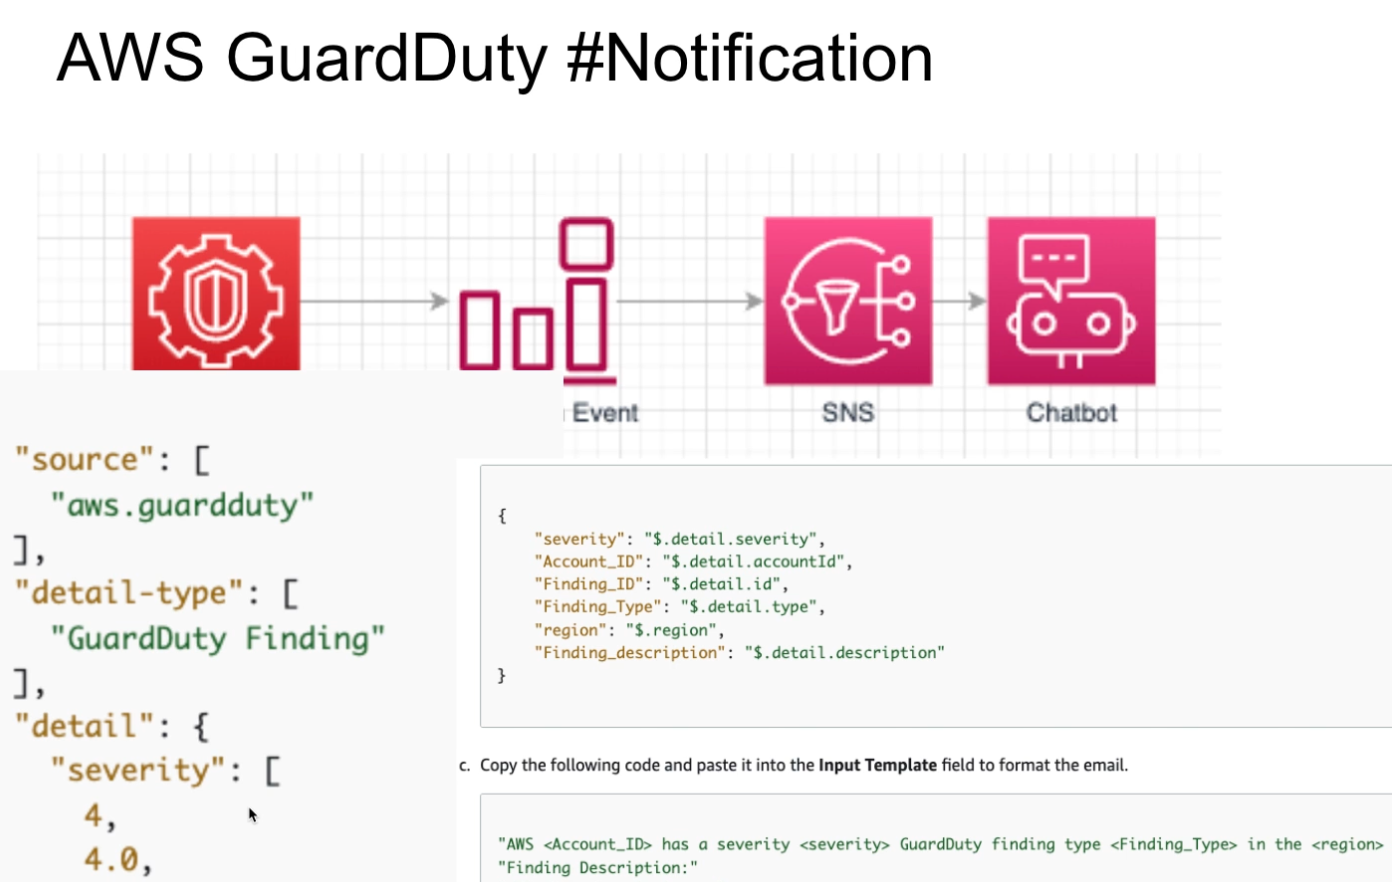 AWS GuardDuty #Notification
Event
SNS
Chatbot
"source": [
"aws.guardduty"
],
"detail-type": [
"GuardDuty Finding"
],
"detail": {
"severity": [
4,
4.0,
{
"severity": "$.detail.severity",
"Account_ID": "$.detail.accountId",
"Finding_ID": "$.detail.id",
"Finding_Type": "$.detail.type",
"region": "$.region",
"Finding_description": "$.detail.description"
}
c. Copy the following code and paste it into the Input Template field to format the email.
"AWS <Account_ID> has a severity <severity> GuardDuty finding type <Finding_Type> in the <region>
"Finding Description:"